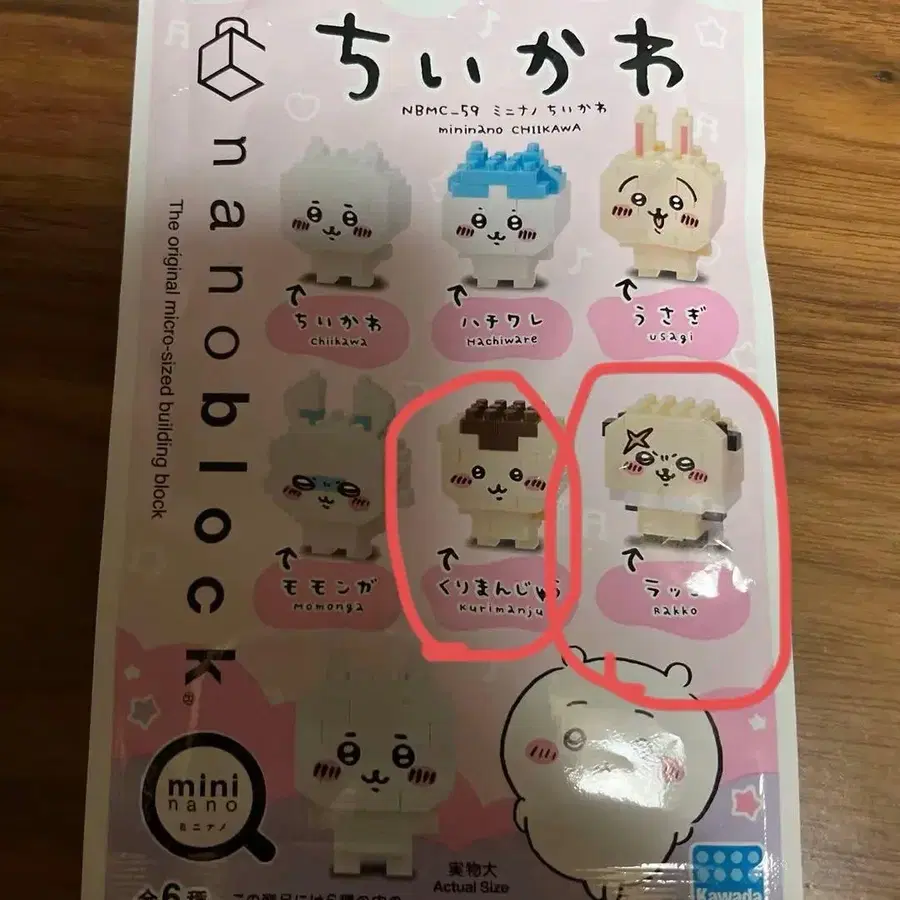 ちいかわ
NBMC_59 ミニナノ ちいかわ
mininano CHIIKAWA
nanoblock®
The original micro-sized building block
ちいかわ
Chiikawa
ハチワレ
Hachiware
うさぎ
usagi
モモンガ
Momonga
くりまんじゅう
Kurimanju
ラッコ
Rakko
mini
nano
ミニナノ
実物大
Actual Size
Kawada
全6種